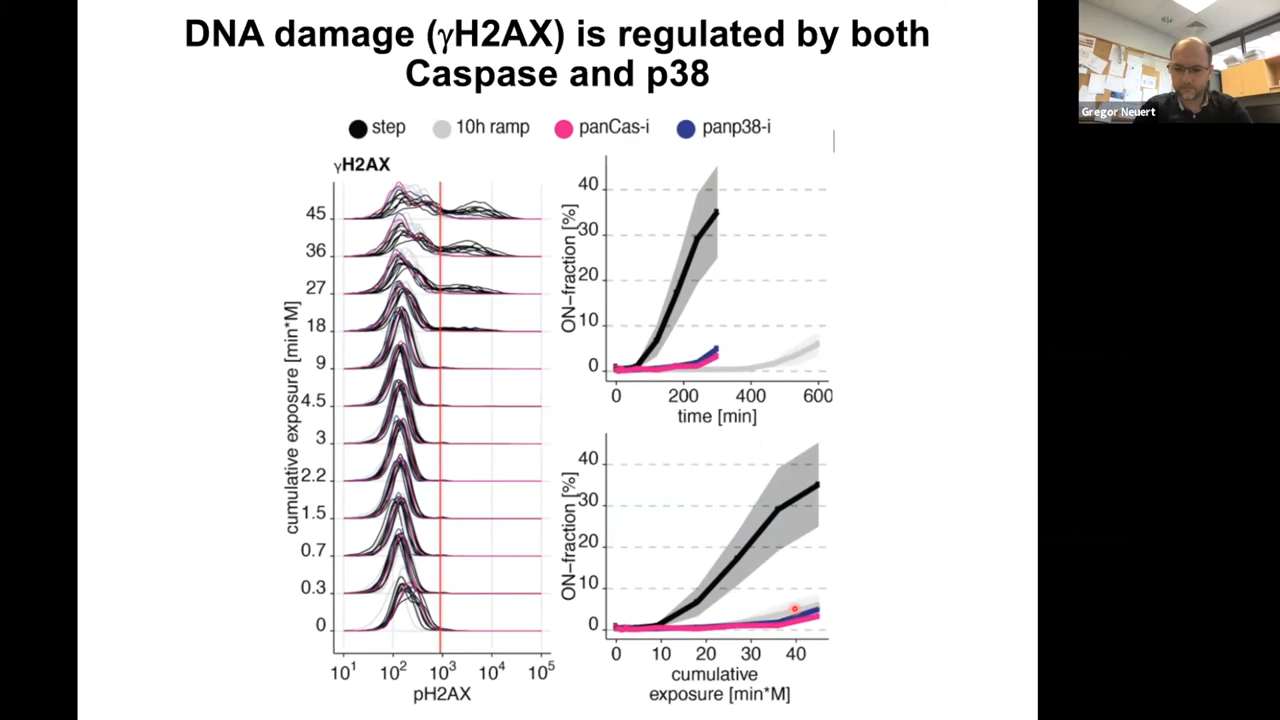 DNA damage (γH2AX) is regulated by both
Caspase and p38
Gregor Neuert
step 10h ramp panCas-i panp38-i
γH2AX
cumulative exposure [min*M]
45
36
27
18
9
4.5
3
2.2
1.5
0.7
0.3
0
10¹ 10² 10³ 10⁴ 10⁵
pH2AX
ON−fraction [%]
40
30
20
10
0
0 200 400 600
time [min]
ON−fraction [%]
40
30
20
10
0
0 10 20 30 40
cumulative
exposure [min*M]